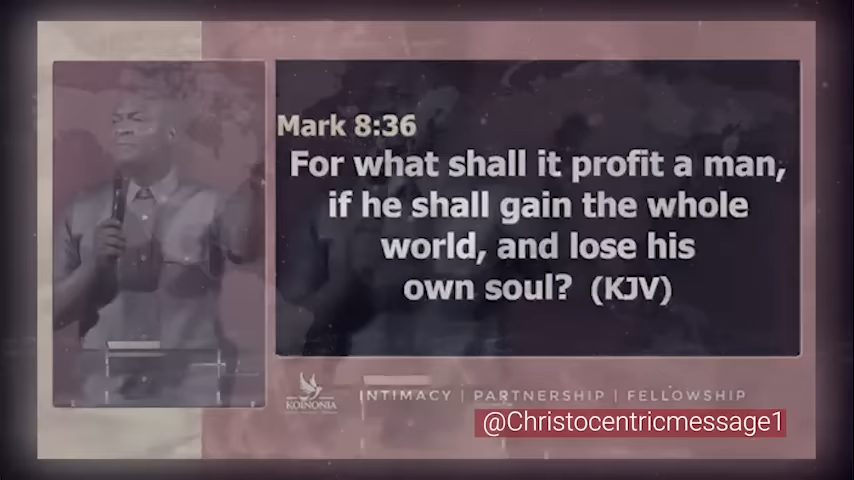 Mark 8:36
For what shall it profit a man,
if he shall gain the whole
world, and lose his
own soul? (KJV)
KOINONIA
INTIMACY | PARTNERSHIP | FELLOWSHIP
@Christocentricmessage1